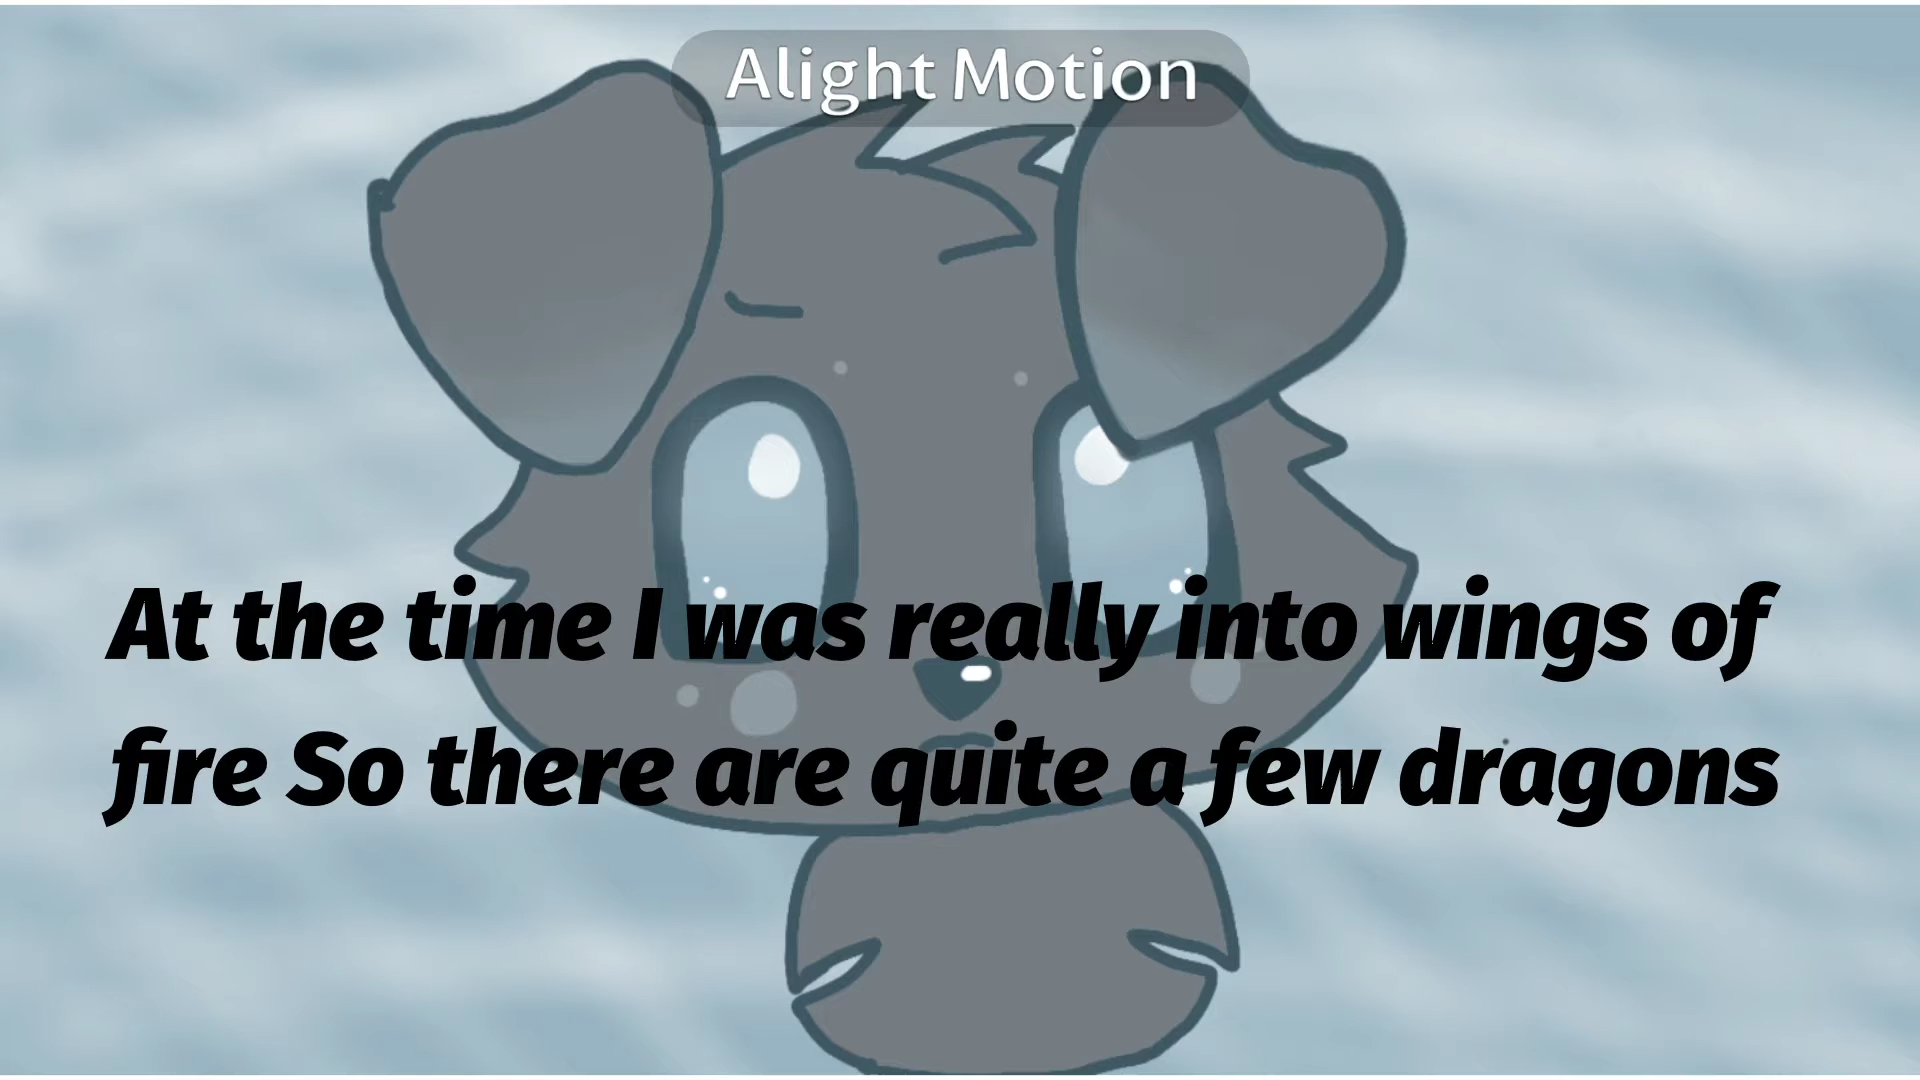 Alight Motion
At the time I was really into wings of
fire So there are quite a few dragons